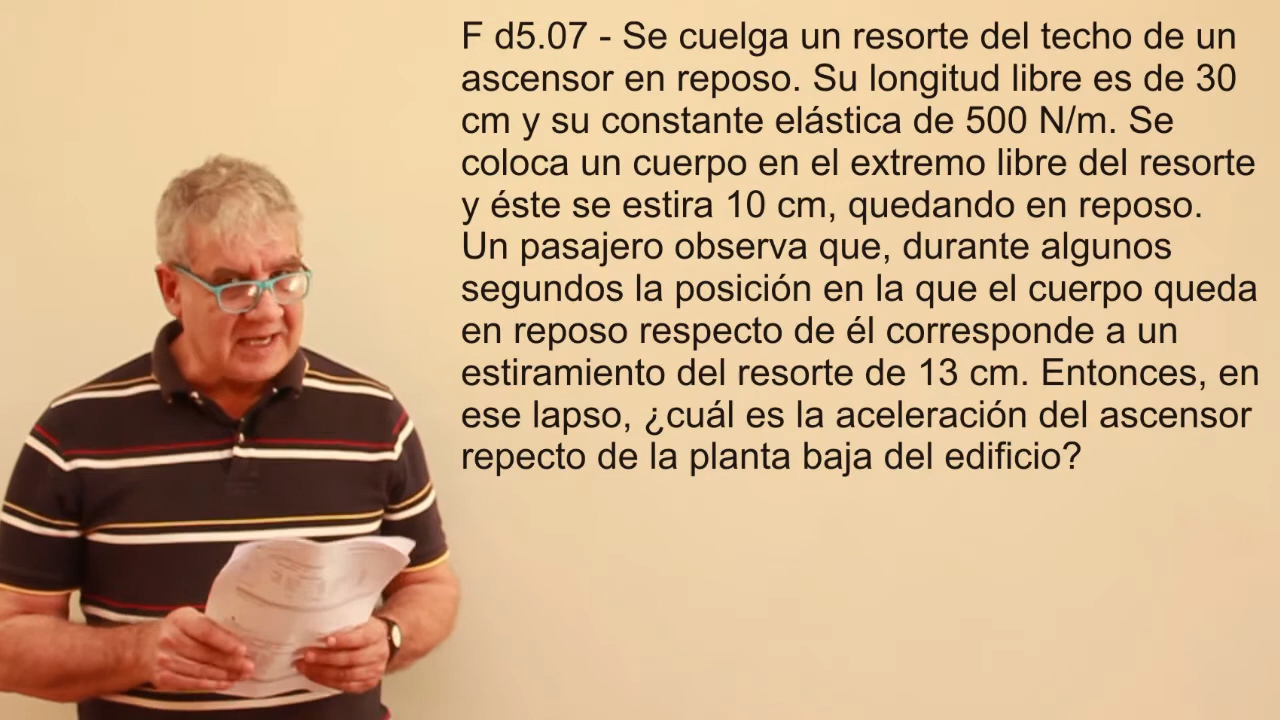 F d5.07 - Se cuelga un resorte del techo de un
ascensor en reposo. Su longitud libre es de 30
cm y su constante elástica de 500 N/m. Se
coloca un cuerpo en el extremo libre del resorte
y éste se estira 10 cm, quedando en reposo.
Un pasajero observa que, durante algunos
segundos la posición en la que el cuerpo queda
en reposo respecto de él corresponde a un
estiramiento del resorte de 13 cm. Entonces, en
ese lapso, ¿cuál es la aceleración del ascensor
repecto de la planta baja del edificio?